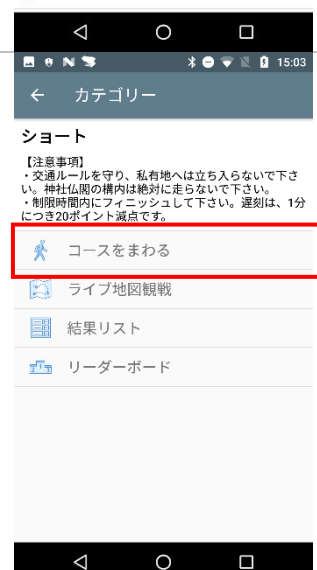 15:03
カテゴリー
ショート
【注意事項】
・交通ルールを守り、私有地へは立ち入らないで下さ
い。神社仏閣の構内は絶対に走らないで下さい。
・制限時間内にフィニッシュして下さい。遅刻は、1分
につき20ポイント減点です。
コースをまわる
ライブ地図観戦
結果リスト
リーダーボード